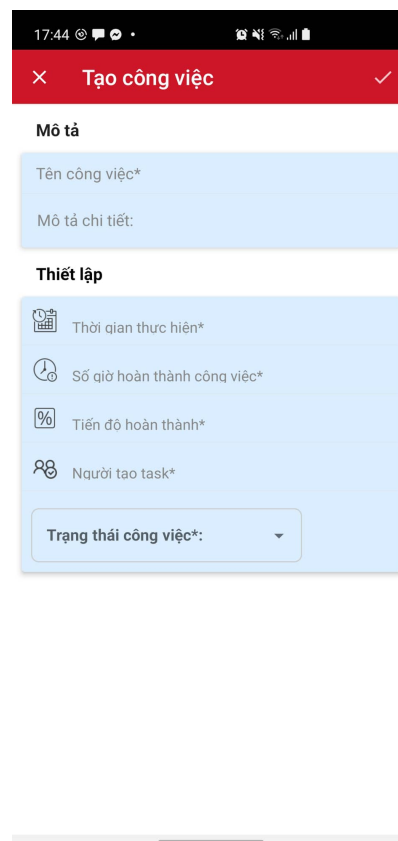 17:44
Tạo công việc
Mô tả
Tên công việc*
Mô tả chi tiết:
Thiết lập
Thời gian thực hiện*
Số giờ hoàn thành công việc*
%
Tiến độ hoàn thành*
Người tạo task*
Trạng thái công việc*: